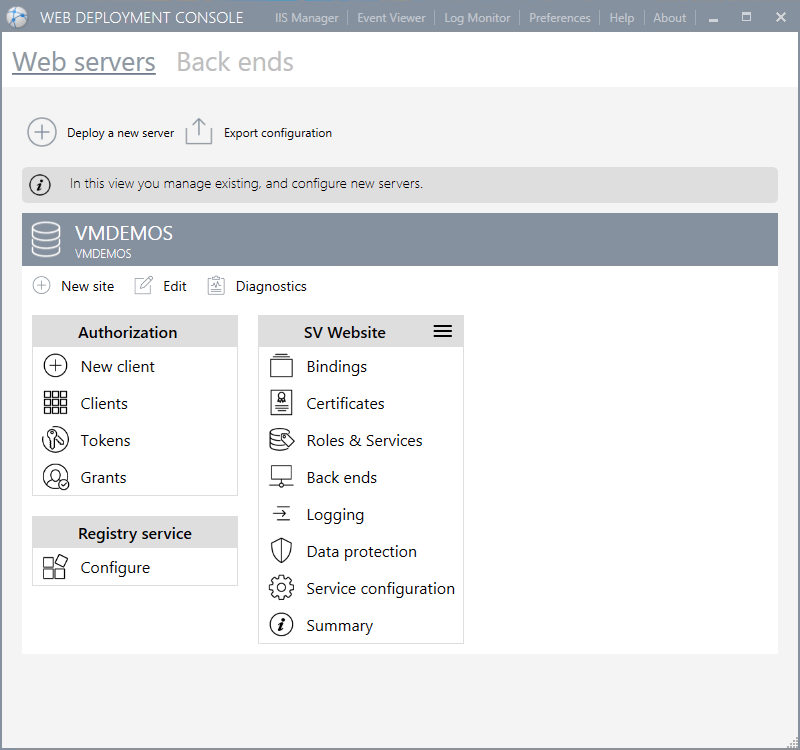 WEB DEPLOYMENT CONSOLE IIS Manager Event Viewer Log Monitor Preferences Help About
Web servers Back ends
Deploy a new server Export configuration
In this view you manage existing, and configure new servers.
VMDEMOS
VMDEMOS
New site Edit Diagnostics
Authorization
New client
Clients
Tokens
Grants
Registry service
Configure
SV Website
Bindings
Certificates
Roles & Services
Back ends
Logging
Data protection
Service configuration
Summary